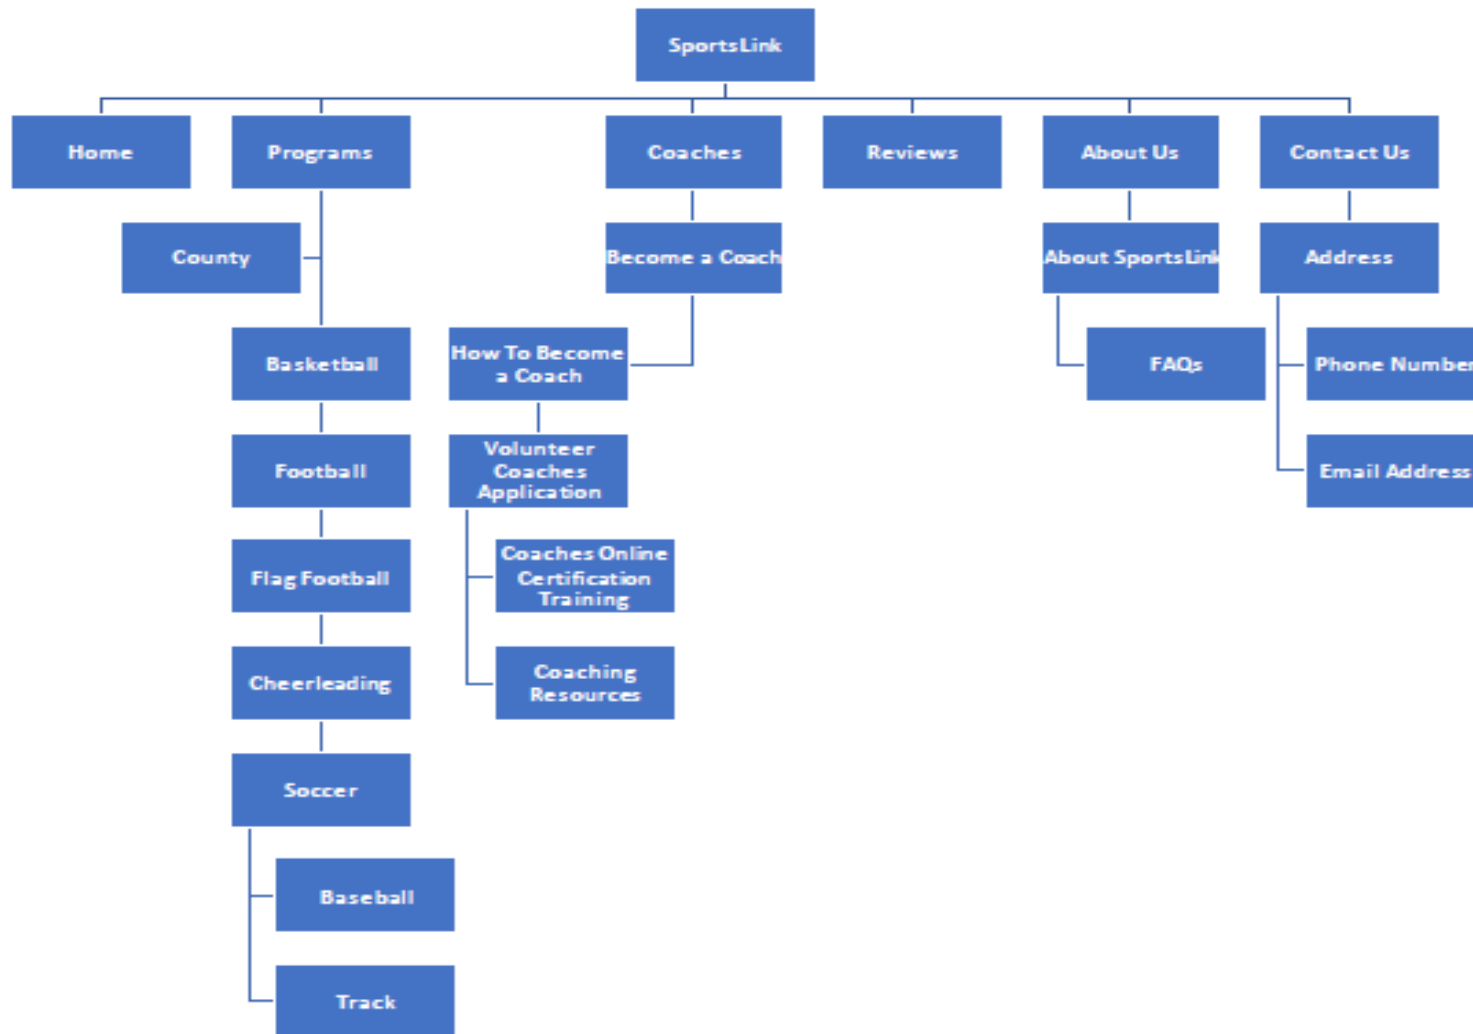 SportsLink
Home
Programs
Coaches
Reviews
About Us
Contact Us
County
Become a Coach
About SportsLink
Address
Basketball
How To Become
a Coach
FAQs
Phone Number
Football
Volunteer
Coaches
Application
Email Address
Flag Football
Coaches Online
Certification
Training
Cheerleading
Coaching
Resources
Soccer
Baseball
Track